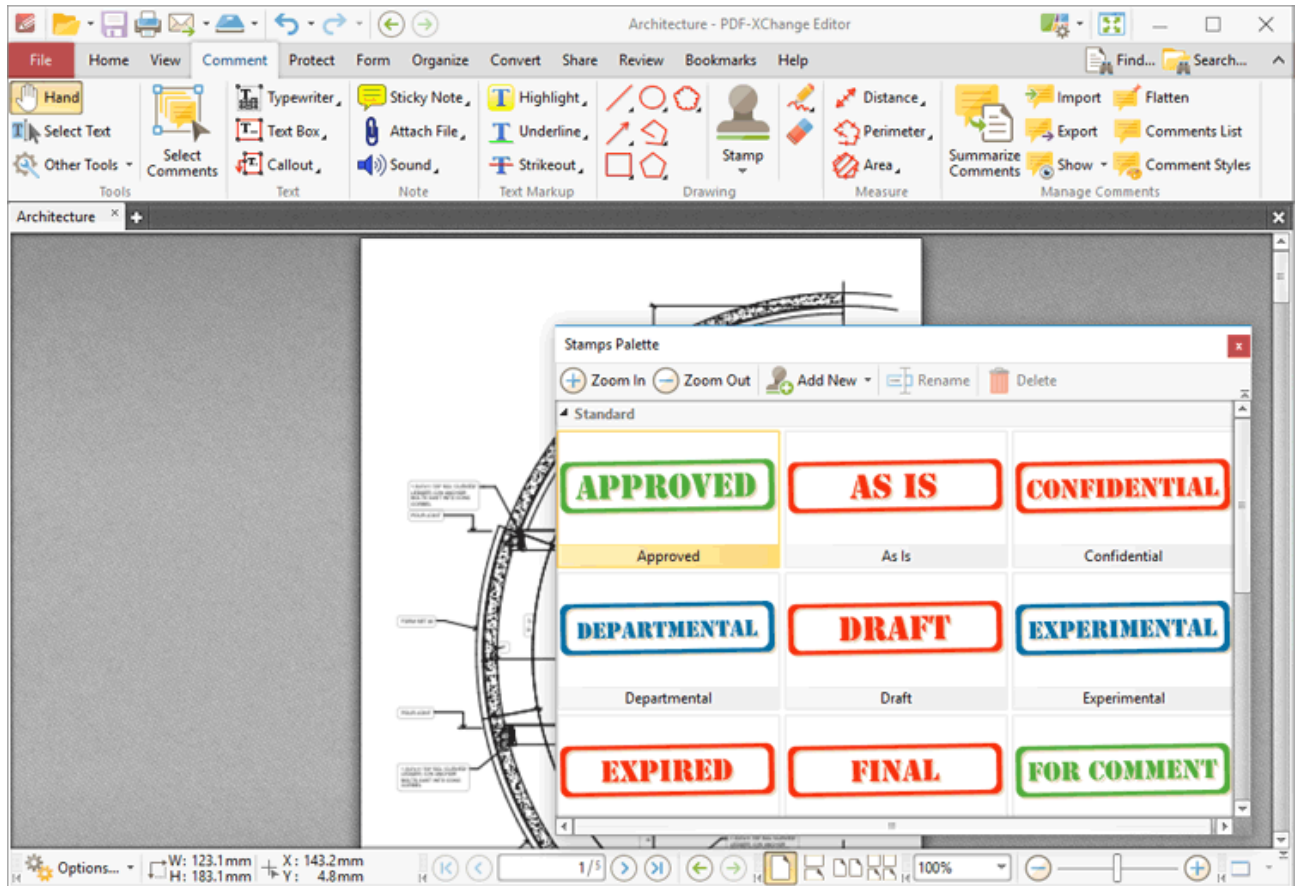 Architecture - PDF-XChange Editor
File Home View Comment Protect Form Organize Convert Share Review Bookmarks Help Find... Search...
Hand
Select Text
Other Tools
Select
Comments
Tools
Typewriter
Text Box
Callout
Text
Sticky Note
Attach File
Sound
Note
Highlight
Underline
Strikeout
Text Markup
Stamp
Drawing
Distance
Perimeter
Area
Measure
Summarize
Comments
Import
Export
Show
Flatten
Comments List
Comment Styles
Manage Comments
Architecture
Stamps Palette
Zoom In Zoom Out Add New Rename Delete
Standard
APPROVED AS IS CONFIDENTIAL
Approved As Is Confidential
DEPARTMENTAL DRAFT EXPERIMENTAL
Departmental Draft Experimental
EXPIRED FINAL FOR COMMENT
Options...
W: 123.1mm
H: 183.1mm
X: 143.2mm
Y: 4.8mm
1/5
100%